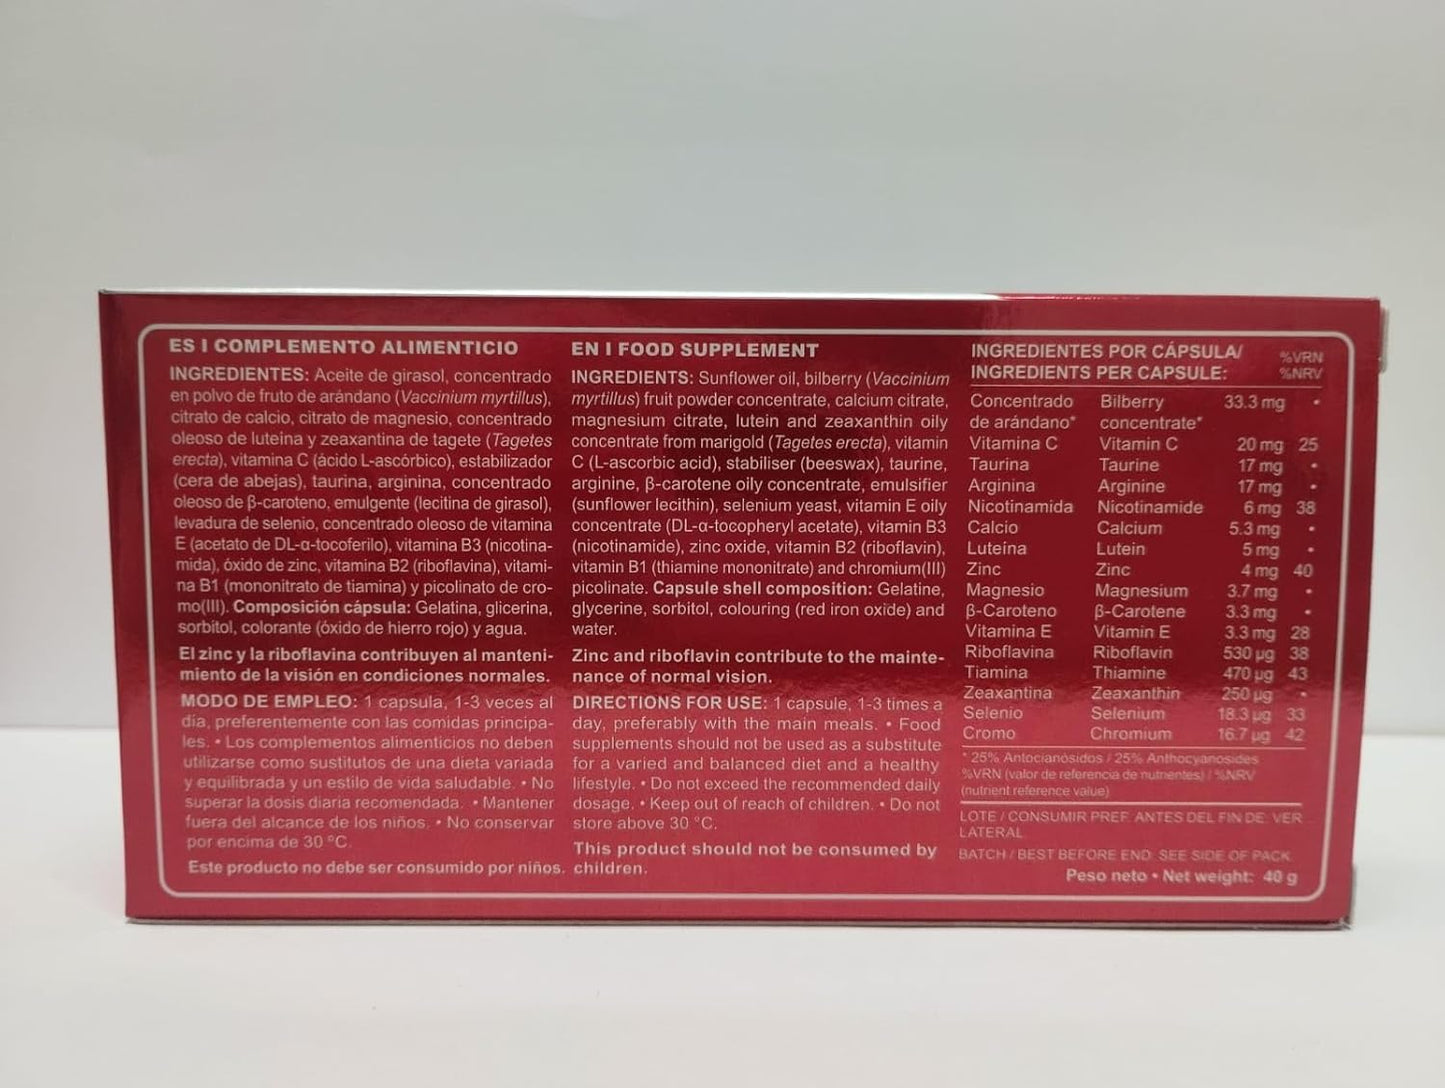 ES I COMPLEMENTO ALIMENTICIO
INGREDIENTES: Aceite de girasol, concentrado
en polvo de fruto de arándano (Vaccinium myrtillus),
citrato de calcio, citrato de magnesio, concentrado
oleoso de luteina y zeaxantina de tagete (Tagetes
erecta), vitamina C (ácido L-ascórbico), estabilizador
(cera de abejas), taurina, arginina, concentrado
oleoso de β-caroteno, emulgente (lecitina de girasol),
levadura de selenio, concentrado oleoso de vitamina
E (acetato de DL-α-tocoferilo), vitamina B3 (nicotina-
mida), óxido de zinc, vitamina B2 (riboflavina), vitami-
na B1 (mononitrato de tiamina) y picolinato de cro-
mo(III). Composición cápsula: Gelatina, glicerina,
sorbitol, colorante (óxido de hierro rojo) y agua.
El zinc y la riboflavina contribuyen al manteni-
miento de la visión en condiciones normales.
MODO DE EMPLEO: 1 capsula, 1-3 veces al
día, preferentemente con las comidas principa-
les. • Los complementos alimenticios no deben
utilizarse como sustitutos de una dieta variada
y equilibrada y un estilo de vida saludable. • No
superar la dosis diaria recomendada. • Mantener
fuera del alcance de los niños. • No conservar
por encima de 30 °C.
Este producto no debe ser consumido por niños.
EN I FOOD SUPPLEMENT
INGREDIENTS: Sunflower oil, bilberry (Vaccinium
myrtillus) fruit powder concentrate, calcium citrate,
magnesium citrate, lutein and zeaxanthin oily
concentrate from marigold (Tagetes erecta), vitamin
C (L-ascorbic acid), stabiliser (beeswax), taurine,
arginine, β-carotene oily concentrate, emulsifier
(sunflower lecithin), selenium yeast, vitamin E oily
concentrate (DL-α-tocopheryl acetate), vitamin B3
(nicotinamide), zinc oxide, vitamin B2 (riboflavin),
vitamin B1 (thiamine mononitrate) and chromium(III)
picolinate. Capsule shell composition: Gelatine,
glycerine, sorbitol, colouring (red iron oxide) and
water.
Zinc and riboflavin contribute to the mainte-
nance of normal vision.
DIRECTIONS FOR USE: 1 capsule, 1-3 times a
day, preferably with the main meals. • Food
supplements should not be used as a substitute
for a varied and balanced diet and a healthy
lifestyle. • Do not exceed the recommended daily
dosage. • Keep out of reach of children. • Do not
store above 30 °C.
This product should not be consumed by
children.
INGREDIENTES POR CÁPSULA/ %VRN
INGREDIENTS PER CAPSULE: %NRV
Concentrado Bilberry 33.3 mg •
de arándano* concentrate*
Vitamina C Vitamin C 20 mg 25
Taurina Taurine 17 mg •
Arginina Arginine 17 mg •
Nicotinamida Nicotinamide 6 mg 38
Calcio Calcium 5.3 mg •
Luteína Lutein 5 mg •
Zinc Zinc 4 mg 40
Magnesio Magnesium 3.7 mg •
β-Caroteno β-Carotene 3.3 mg •
Vitamina E Vitamin E 3.3 mg 28
Riboflavina Riboflavin 530 µg 38
Tiamina Thiamine 470 µg 43
Zeaxantina Zeaxanthin 250 µg •
Selenio Selenium 18.3 µg 33
Cromo Chromium 16.7 µg 42
* 25% Antocianósidos / 25% Anthocyanosides
%VRN (valor de referencia de nutrientes) / %NRV
(nutrient reference value)
LOTE / CONSUMIR PREF. ANTES DEL FIN DE: VER
LATERAL
BATCH / BEST BEFORE END: SEE SIDE OF PACK
Peso neto • Net weight: 40 g